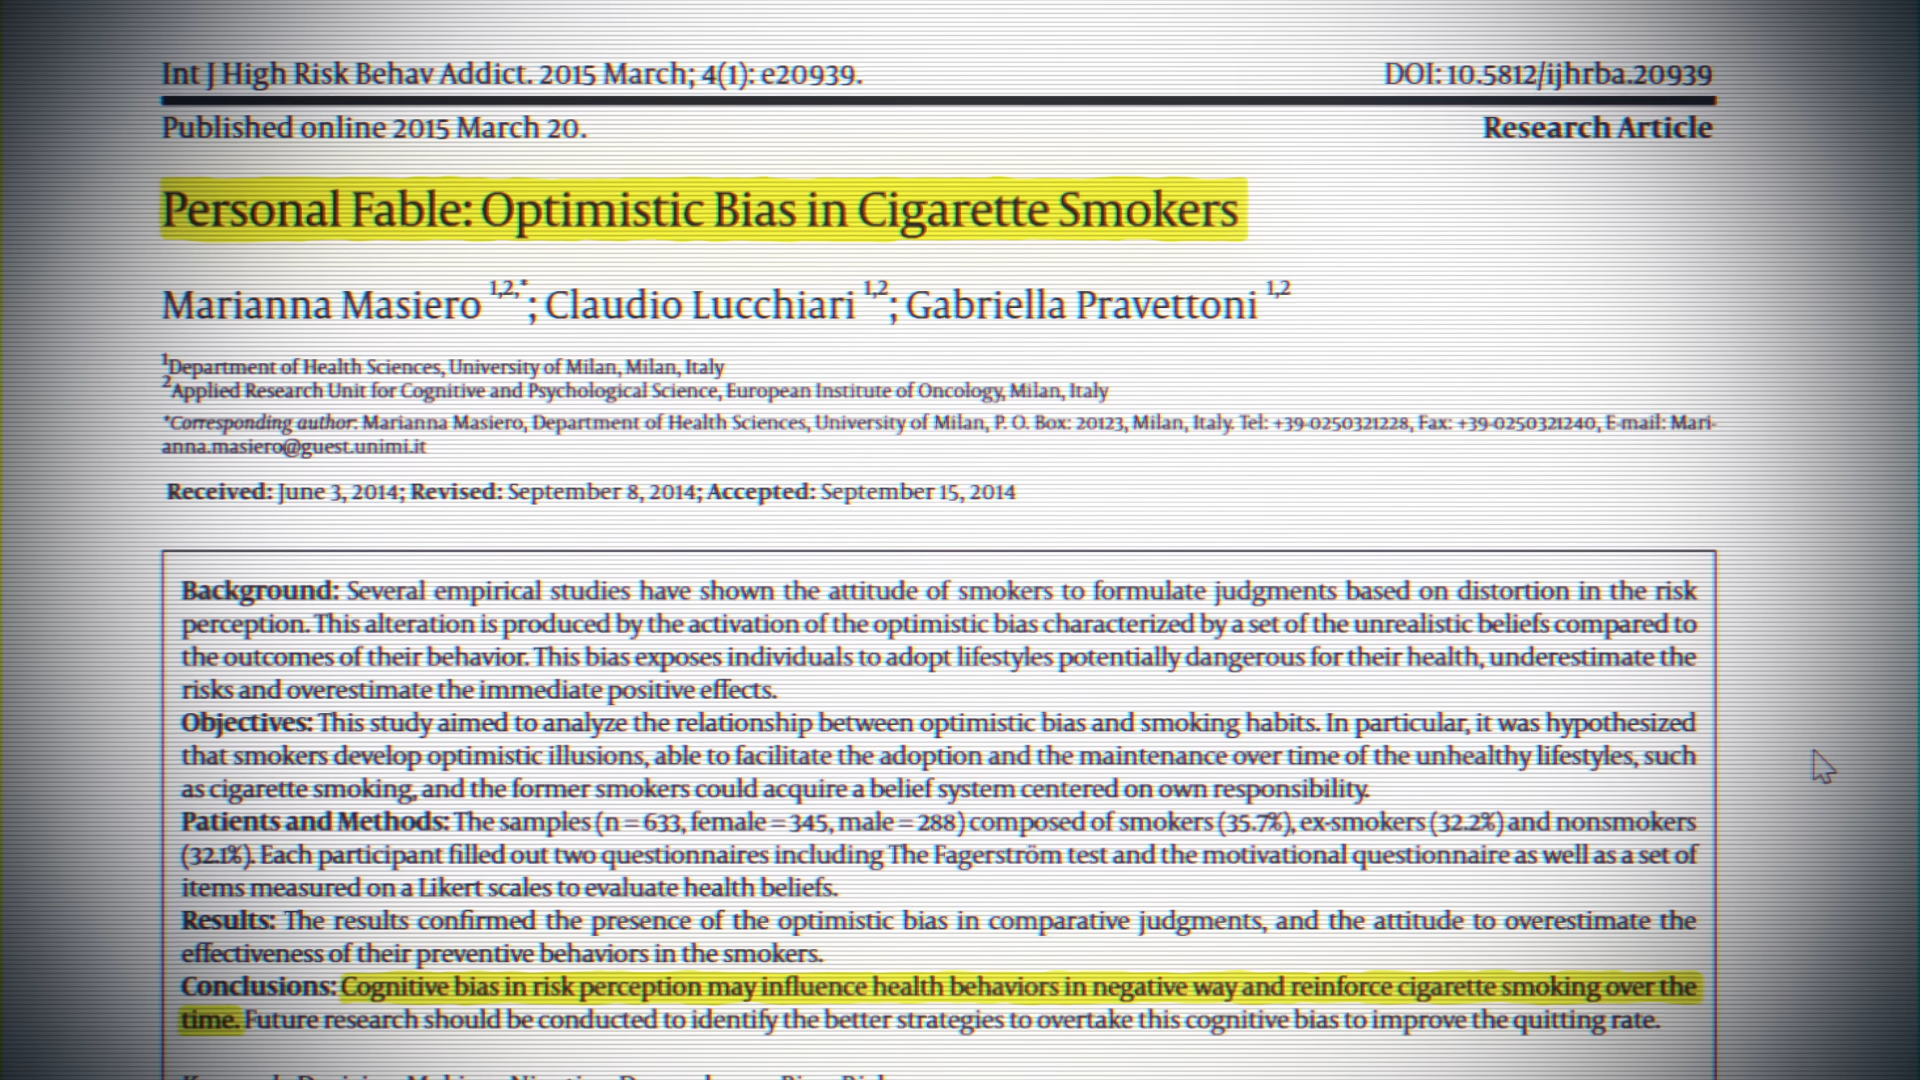 Int J High Risk Behav Addict. 2015 March; 4(1): e20939.
DOI: 10.5812/ijhrba.20939
Published online 2015 March 20.
Research Article
Personal Fable: Optimistic Bias in Cigarette Smokers
Marianna Masiero 1,2,*; Claudio Lucchiari 1,2; Gabriella Pravettoni 1,2
1Department of Health Sciences, University of Milan, Milan, Italy
2Applied Research Unit for Cognitive and Psychological Science, European Institute of Oncology, Milan, Italy
*Corresponding author: Marianna Masiero, Department of Health Sciences, University of Milan, P. O. Box: 20123, Milan, Italy. Tel: +39-0250321228, Fax: +39-0250321240, E-mail: Mari-
anna.masiero@guest.unimi.it
Received: June 3, 2014; Revised: September 8, 2014; Accepted: September 15, 2014
Background: Several empirical studies have shown the attitude of smokers to formulate judgments based on distortion in the risk
perception. This alteration is produced by the activation of the optimistic bias characterized by a set of the unrealistic beliefs compared to
the outcomes of their behavior. This bias exposes individuals to adopt lifestyles potentially dangerous for their health, underestimate the
risks and overestimate the immediate positive effects.
Objectives: This study aimed to analyze the relationship between optimistic bias and smoking habits. In particular, it was hypothesized
that smokers develop optimistic illusions, able to facilitate the adoption and the maintenance over time of the unhealthy lifestyles, such
as cigarette smoking, and the former smokers could acquire a belief system centered on own responsibility.
Patients and Methods: The samples (n = 633, female = 345, male = 288) composed of smokers (35.7%), ex-smokers (32.2%) and nonsmokers
(32.1%). Each participant filled out two questionnaires including The Fagerström test and the motivational questionnaire as well as a set of
items measured on a Likert scales to evaluate health beliefs.
Results: The results confirmed the presence of the optimistic bias in comparative judgments, and the attitude to overestimate the
effectiveness of their preventive behaviors in the smokers.
Conclusions: Cognitive bias in risk perception may influence health behaviors in negative way and reinforce cigarette smoking over the
time. Future research should be conducted to identify the better strategies to overtake this cognitive bias to improve the quitting rate.